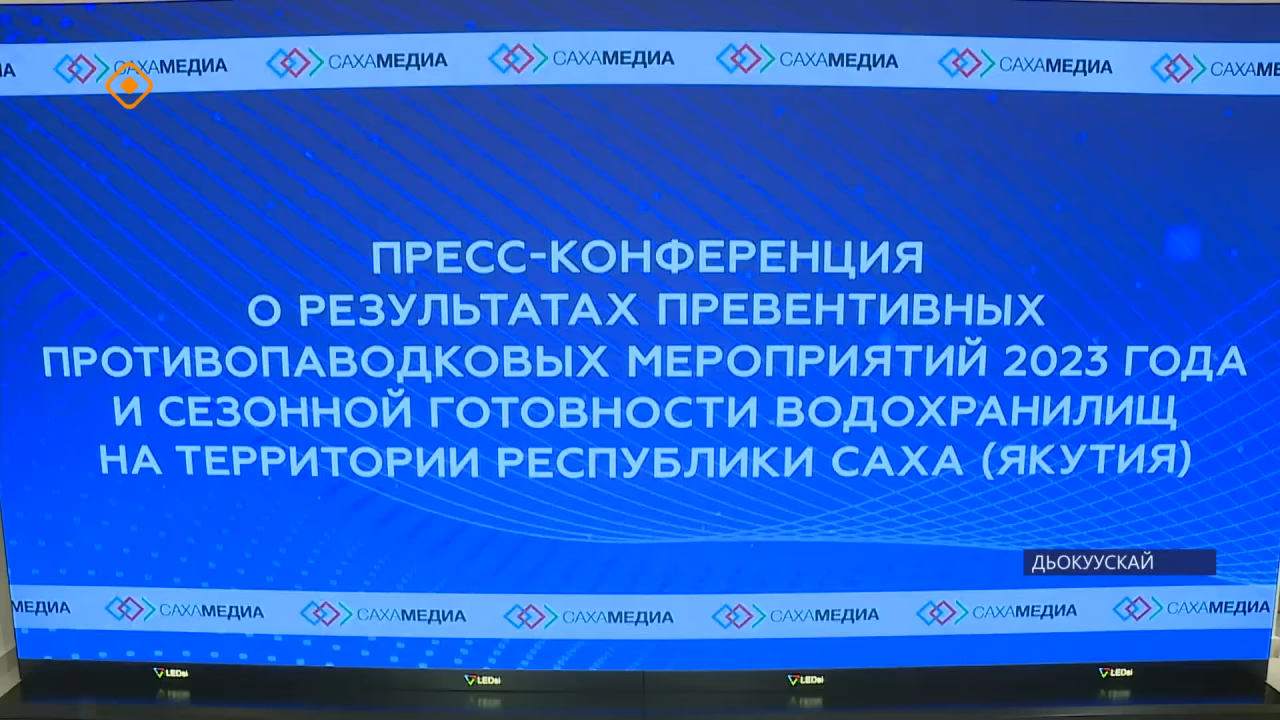 САХАМЕДИА САХАМЕДИА САХАМЕДИА САХАМЕДИА САХАМЕДИА
ПРЕСС-КОНФЕРЕНЦИЯ
О РЕЗУЛЬТАТАХ ПРЕВЕНТИВНЫХ
ПРОТИВОПАВОДКОВЫХ МЕРОПРИЯТИЙ 2023 ГОДА
И СЕЗОННОЙ ГОТОВНОСТИ ВОДОХРАНИЛИЩ
НА ТЕРРИТОРИИ РЕСПУБЛИКИ САХА (ЯКУТИЯ)
ДЬОКУУСКАЙ
МЕДИА САХАМЕДИА САХАМЕДИА САХАМЕДИА САХАМЕДИА САХАМЕДИА САХАМЕДИА
LEDsi LEDsi LEDsi LEDsi